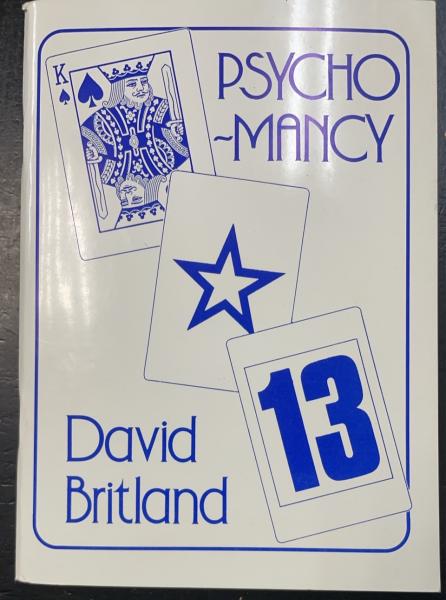 K
PSYCHO
~MANCY
13
David
Britland